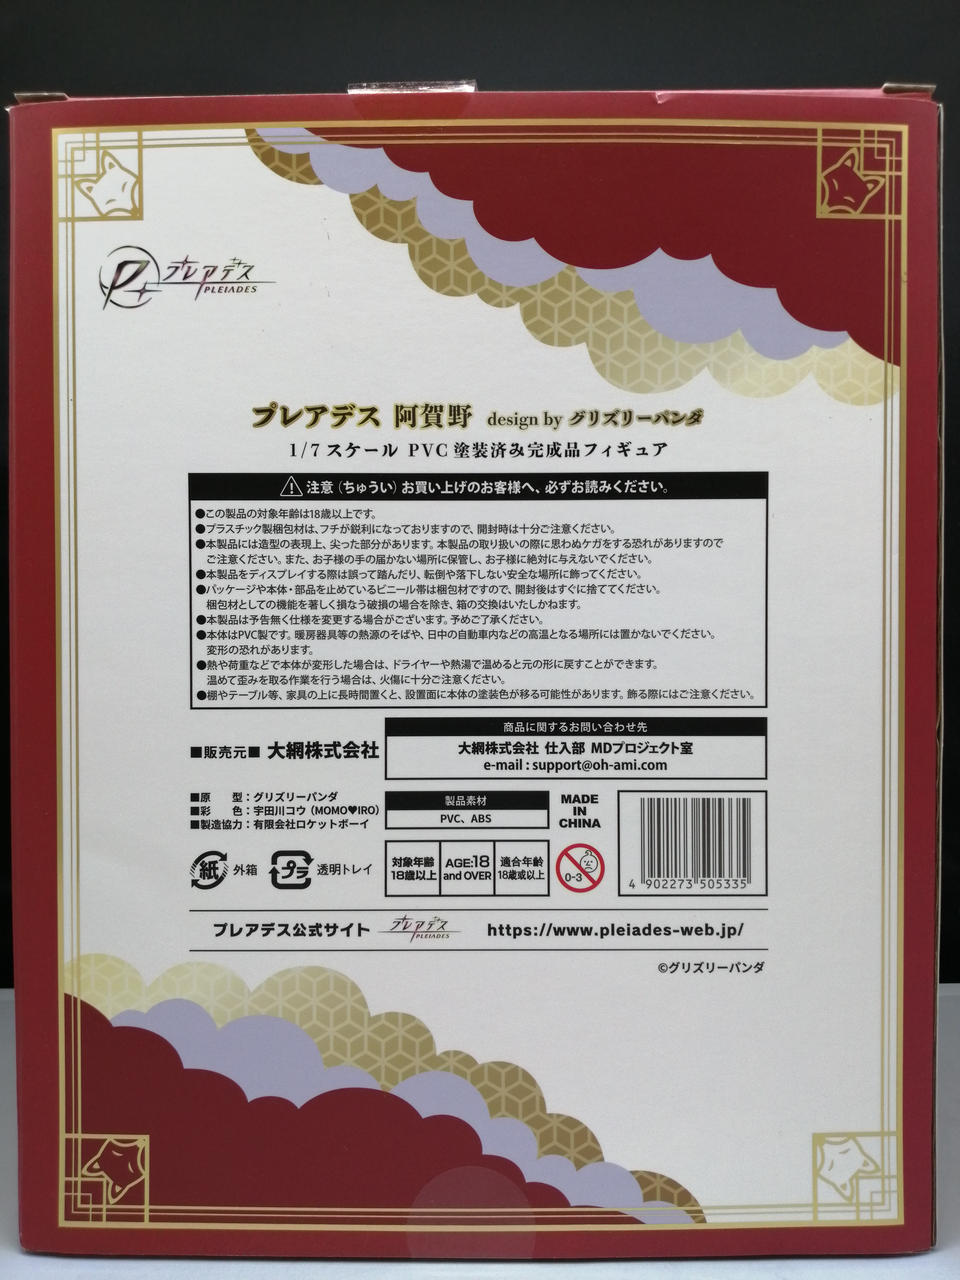 プレアデス
PLEIADES
プレアデス 阿賀野 design by グリズリーパンダ
1/7 スケール PVC 塗装済み完成品フィギュア
注意（ちゅうい）お買い上げのお客様へ、必ずお読みください。
●この製品の対象年齢は18歳以上です。
●プラスチック製梱包材は、フチが鋭利になっておりますので、開封時は十分ご注意ください。
●本製品には造型の表現上、尖った部分があります。本製品の取り扱いの際に思わぬケガをする恐れがありますので
ご注意ください。また、お子様の手の届かない場所に保管し、お子様に絶対に与えないでください。
●本製品をディスプレイする際は誤って踏んだり、転倒や落下しない安全な場所に飾ってください。
●パッケージや本体・部品を止めているビニール帯は梱包材ですので、開封後はすぐに捨ててください。
梱包材としての機能を著しく損なう破損の場合を除き、箱の交換はいたしかねます。
●本製品は予告無く仕様を変更する場合がございます。予めご了承ください。
●本体はPVC製です。暖房器具等の熱源のそばや、日中の自動車内などの高温となる場所には置かないでください。
変形の恐れがあります。
●熱や荷重などで本体が変形した場合は、ドライヤーや熱湯で温めると元の形に戻すことができます。
温めて歪みを取る作業を行う場合は、火傷に十分ご注意ください。
●棚やテーブル等、家具の上に長時間置くと、設置面に本体の塗装色が移る可能性があります。飾る際にはご注意ください。
■販売元■ 大網株式会社
商品に関するお問い合わせ先
大網株式会社 仕入部 MDプロジェクト室
e-mail : support@oh-ami.com
■原 型：グリズリーパンダ
■彩 色：宇田川コウ（MOMO♥IRO）
■製造協力：有限会社ロケットボーイ
製品素材
PVC、ABS
MADE
IN
CHINA
紙 外箱
プラ 透明トレイ
対象年齢
18歳以上
AGE:18
and OVER
適合年齢
18歳或以上
0-3
4 902273 505335
プレアデス公式サイト プレアデス PLEIADES https://www.pleiades-web.jp/
©グリズリーパンダ